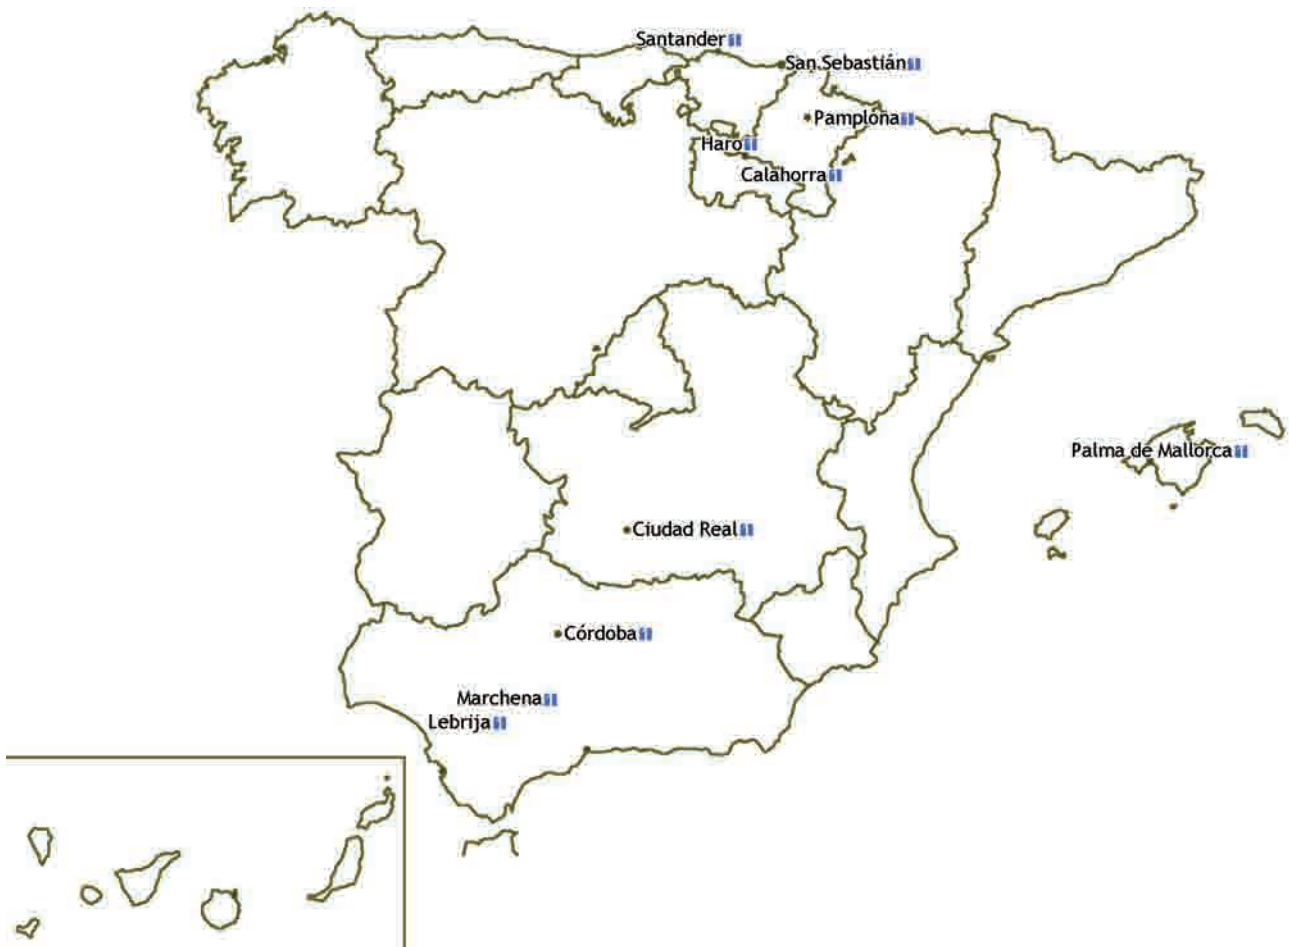 Santander
San Sebastián
Pamplona
Haro
Calahorra
Palma de Mallorca
Ciudad Real
Córdoba
Marchena
Lebrija